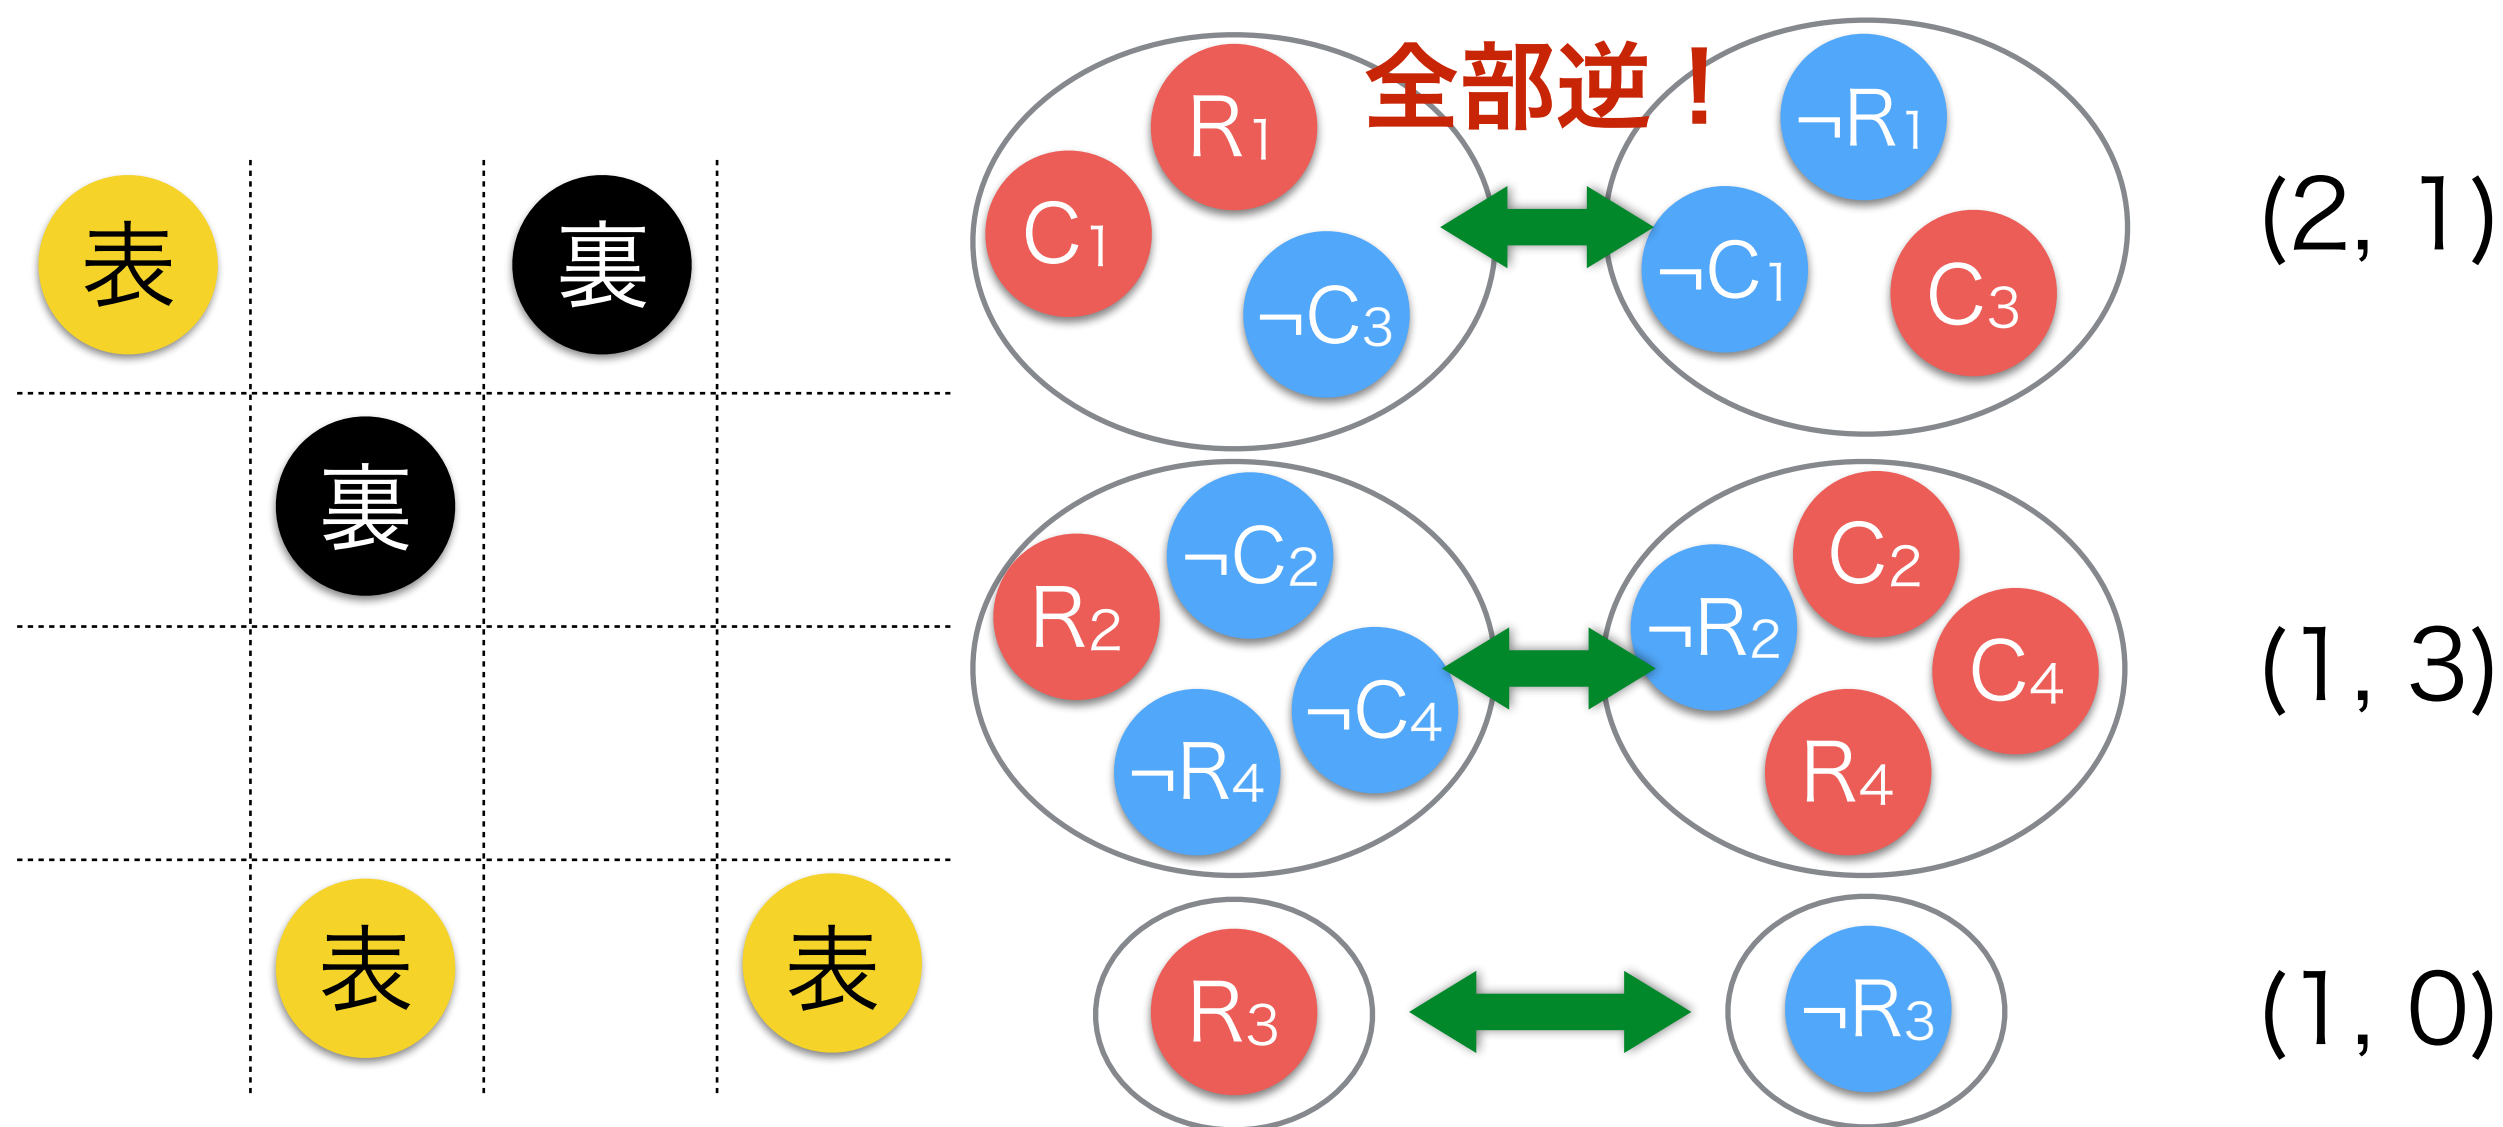 全部逆！
表
裏
裏
表
表
R1
C1
¬C3
¬R1
¬C1
C3
(2, 1)
¬C2
R2
¬C4
¬R4
C2
¬R2
C4
R4
(1, 3)
R3
¬R3
(1, 0)